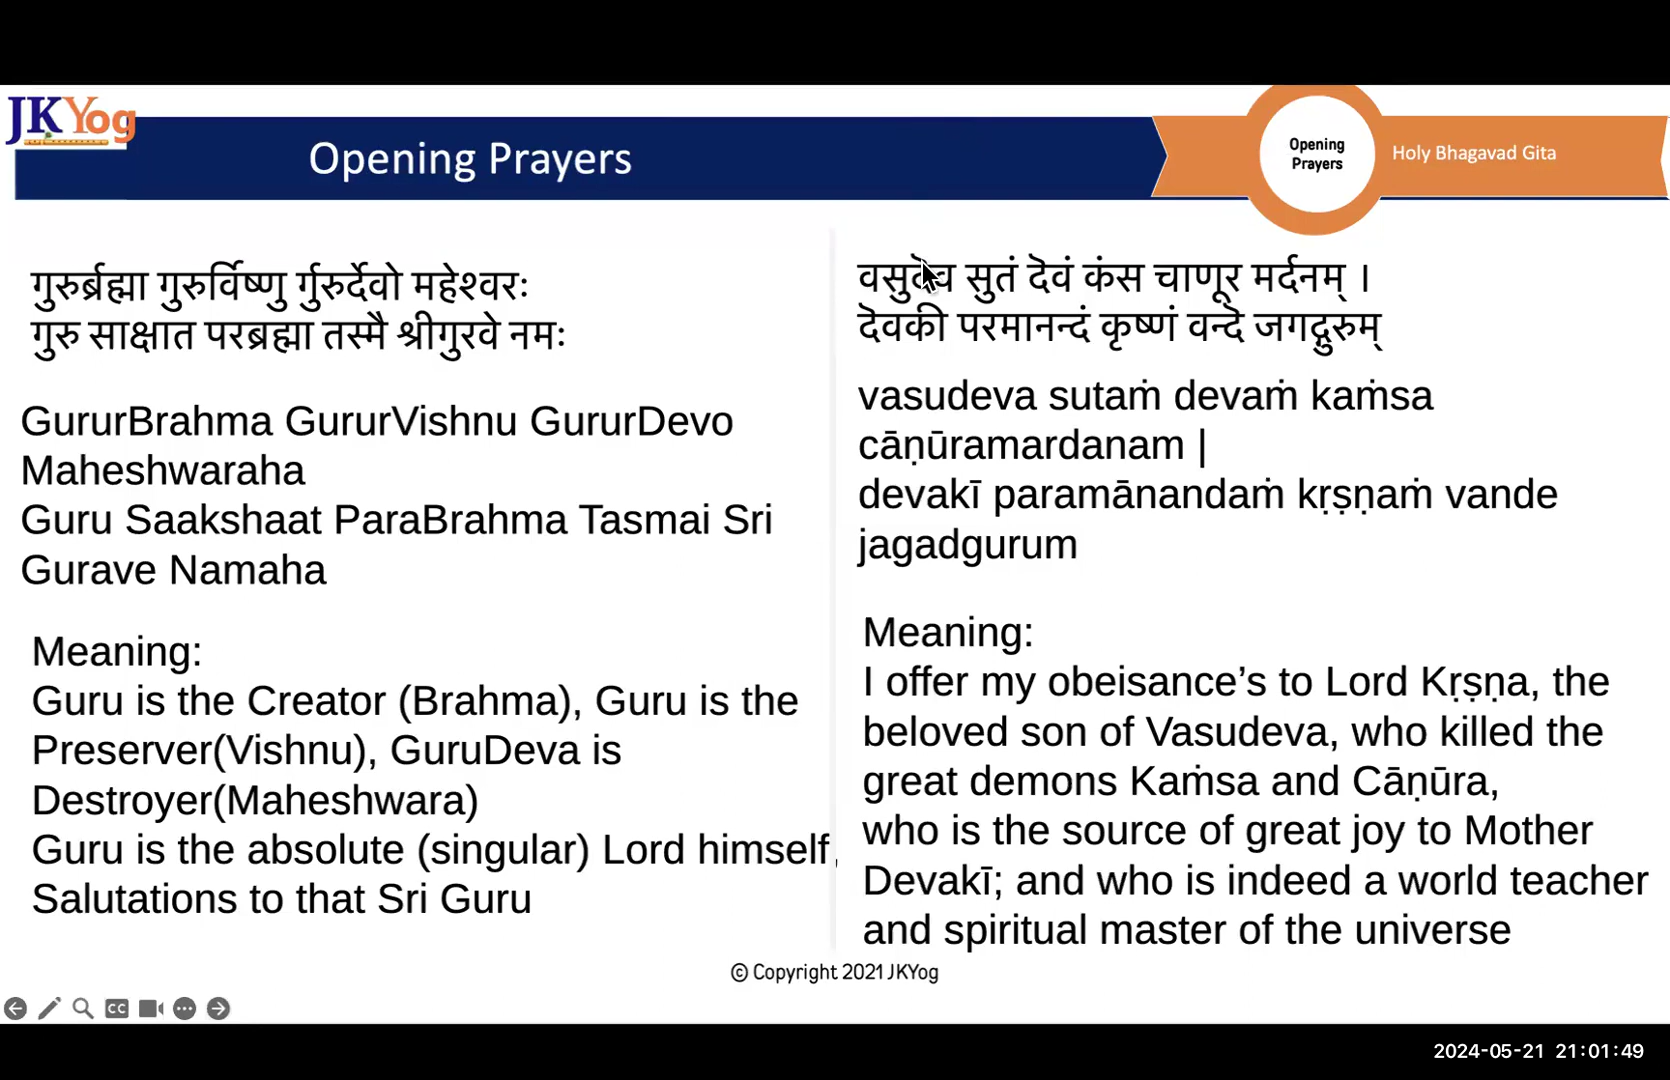 JKYog
Opening Prayers
Opening
Prayers
Holy Bhagavad Gita
गुरुर्ब्रह्मा गुरुर्विष्णु र्गुरुर्देवो महेश्वरः
गुरु साक्षात परब्रह्मा तस्मै श्रीगुरवे नमः
GururBrahma GururVishnu GururDevo
Maheshwaraha
Guru Saakshaat ParaBrahma Tasmai Sri
Gurave Namaha
Meaning:
Guru is the Creator (Brahma), Guru is the
Preserver(Vishnu), GuruDeva is
Destroyer(Maheshwara)
Guru is the absolute (singular) Lord himself,
Salutations to that Sri Guru
वसुदॆव सुतं दॆवं कंस चाणूर मर्दनम् ।
दॆवकी परमानन्दं कृष्णं वन्दॆ जगद्गुरुम्
vasudeva sutaṁ devaṁ kaṁsa
cāṇūramardanam |
devakī paramānandaṁ kṛṣṇaṁ vande
jagadgurum
Meaning:
I offer my obeisance’s to Lord Kṛṣṇa, the
beloved son of Vasudeva, who killed the
great demons Kaṁsa and Cāṇūra,
who is the source of great joy to Mother
Devakī; and who is indeed a world teacher
and spiritual master of the universe
© Copyright 2021 JKYog
CC
2024-05-21 21:01:49